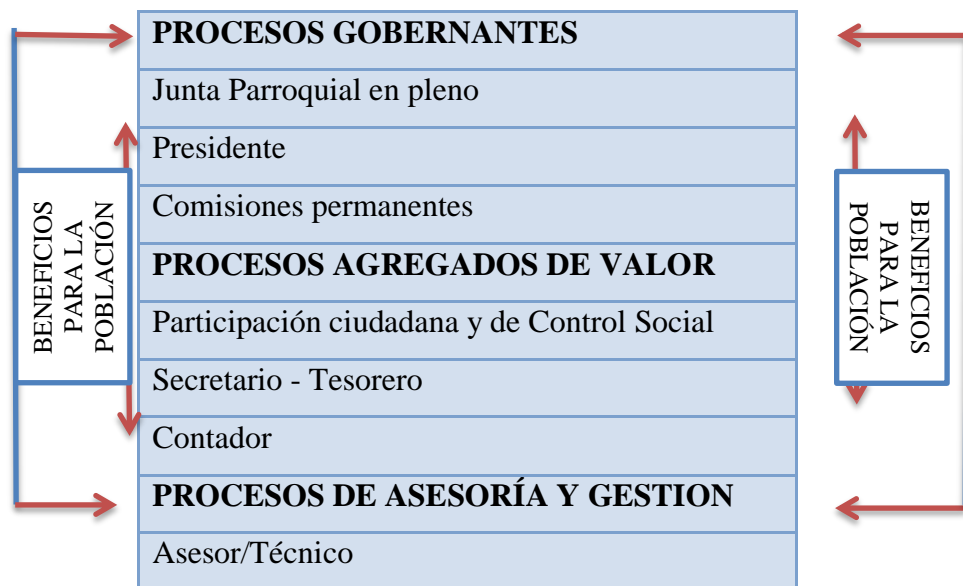 PROCESOS GOBERNANTES
Junta Parroquial en pleno
Presidente
Comisiones permanentes
PROCESOS AGREGADOS DE VALOR
Participación ciudadana y de Control Social
Secretario - Tesorero
Contador
PROCESOS DE ASESORÍA Y GESTION
Asesor/Técnico
BENEFICIOS
PARA LA
POBLACIÓN
BENEFICIOS
PARA LA
POBLACIÓN